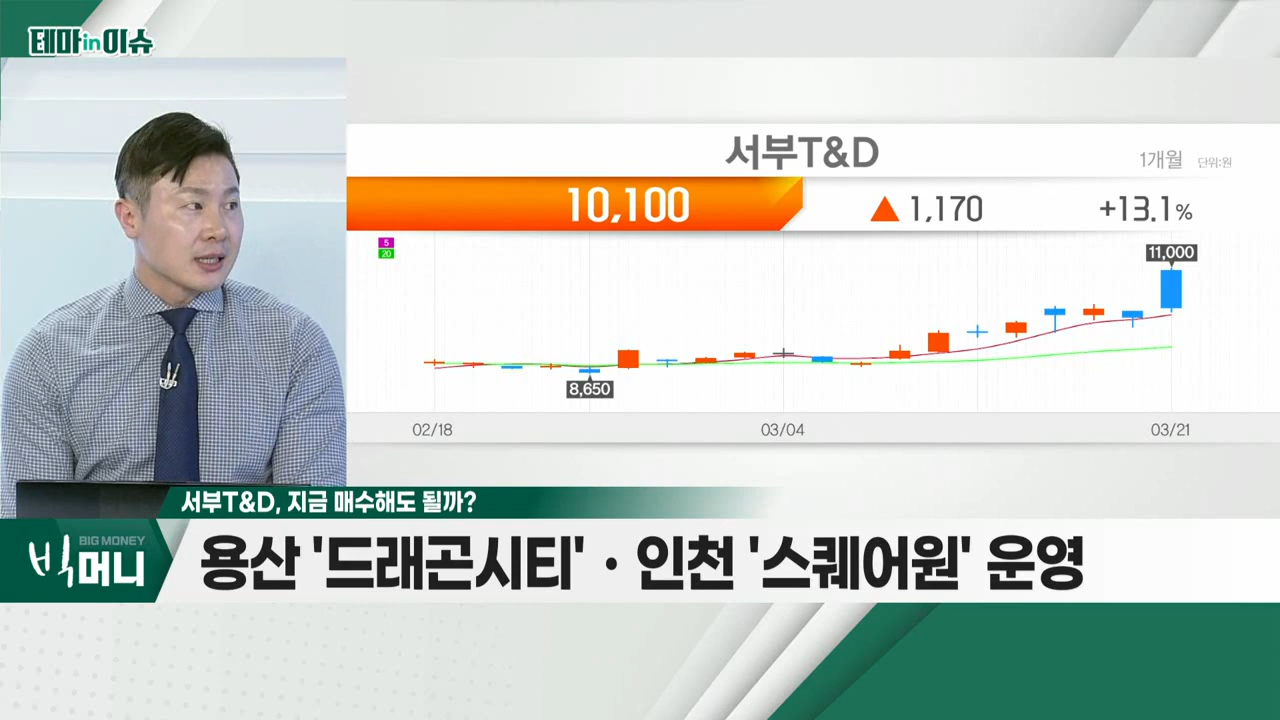 테마in이슈
서부T&D
1개월 단위:원
10,100 ▲ 1,170 +13.1%
5
20
11,000
8,650
02/18 03/04 03/21
서부T&D, 지금 매수해도 될까?
BIG MONEY
빅머니
용산 '드래곤시티'·인천 '스퀘어원' 운영